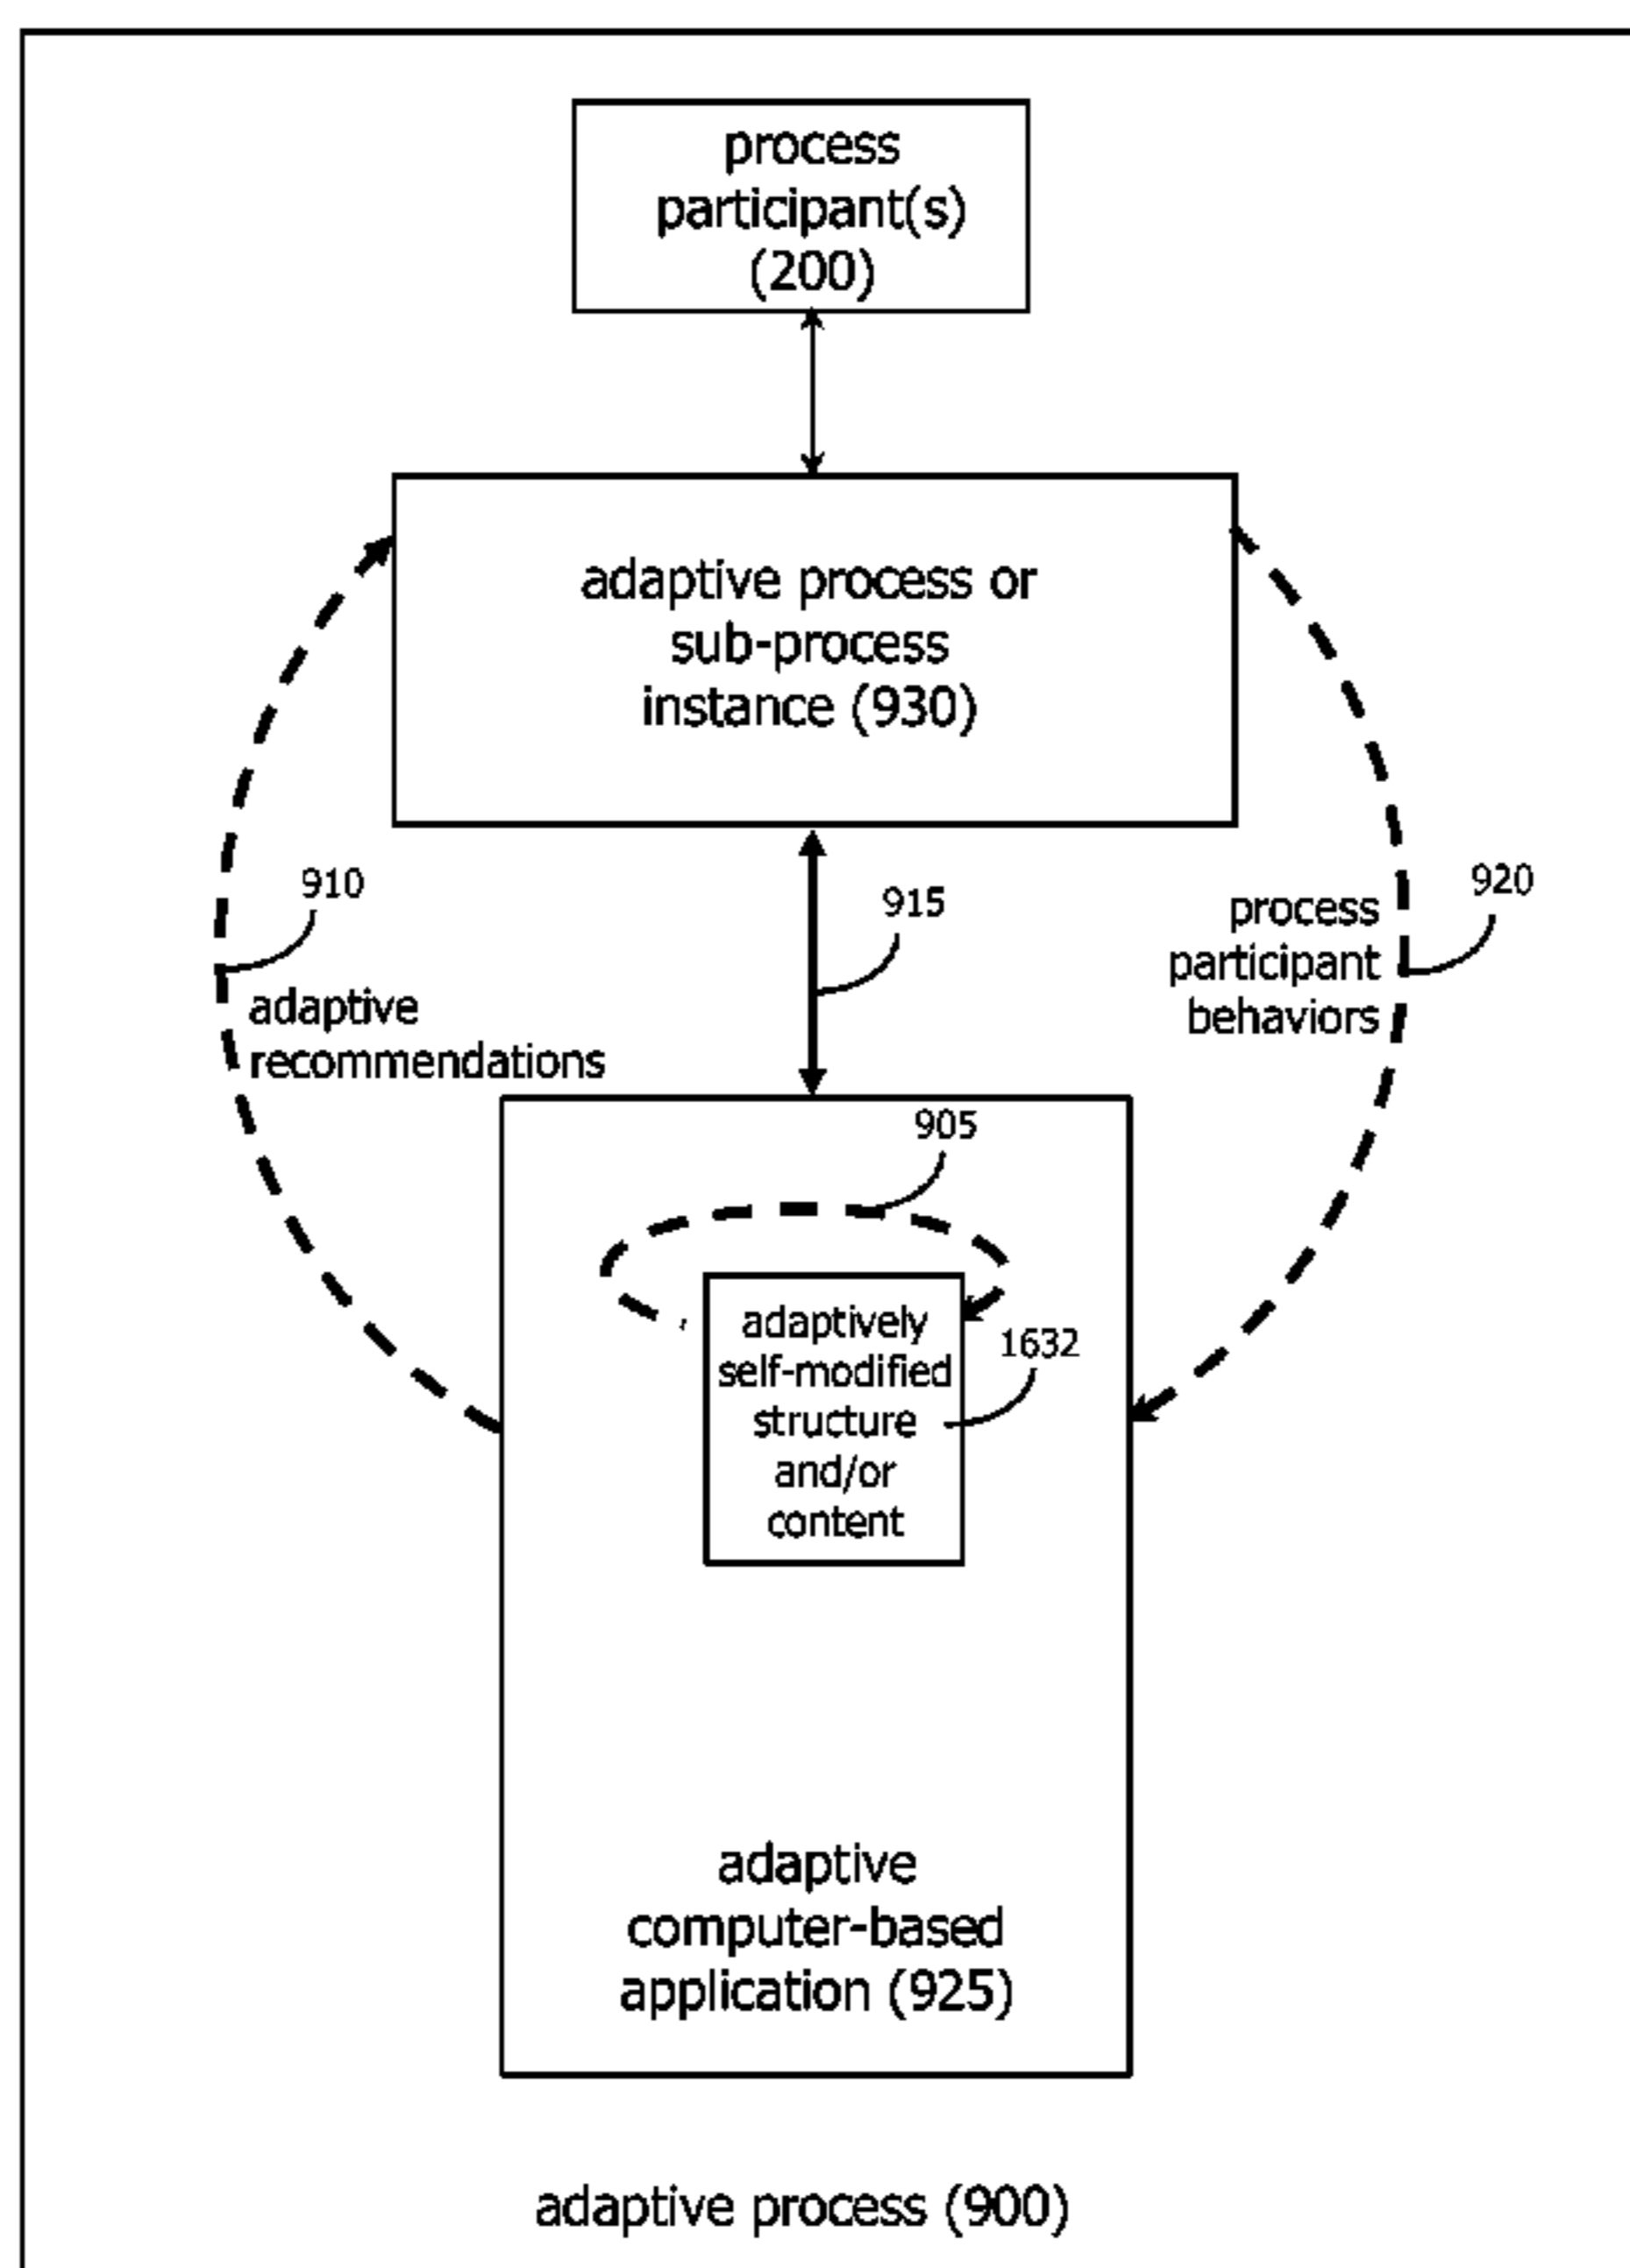 process
participant(s)
(200)
adaptive process or
sub-process
instance (930)
910
915
920
process
participant
behaviors
adaptive
recommendations
905
adaptively
self-modified
structure
and/or
content
1632
adaptive
computer-based
application (925)
adaptive process (900)